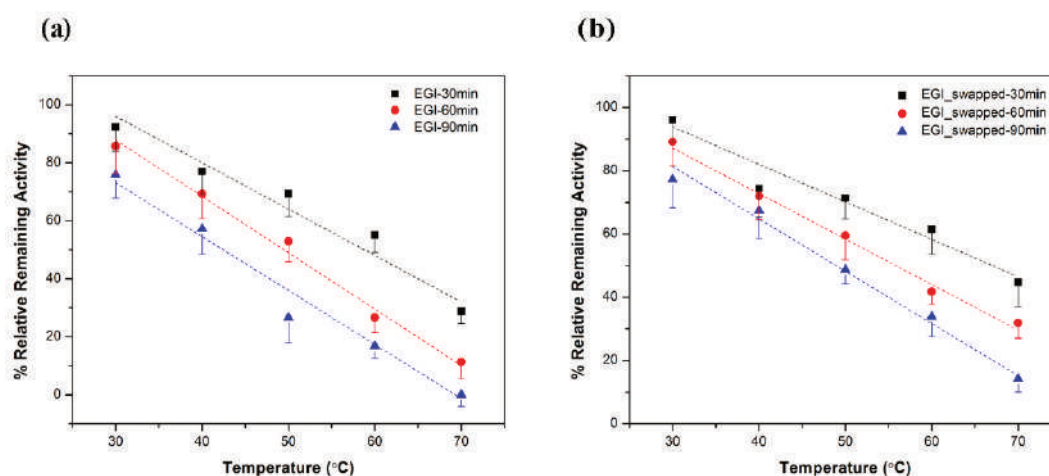 (a)
EGI-30min
EGI-60min
EGI-90min
% Relative Remaining Activity
100
80
60
40
20
0
30 40 50 60 70
Temperature (°C)
(b)
EGI_swapped-30min
EGI_swapped-60min
EGI_swapped-90min
% Relative Remaining Activity
100
80
60
40
20
0
30 40 50 60 70
Temperature (°C)